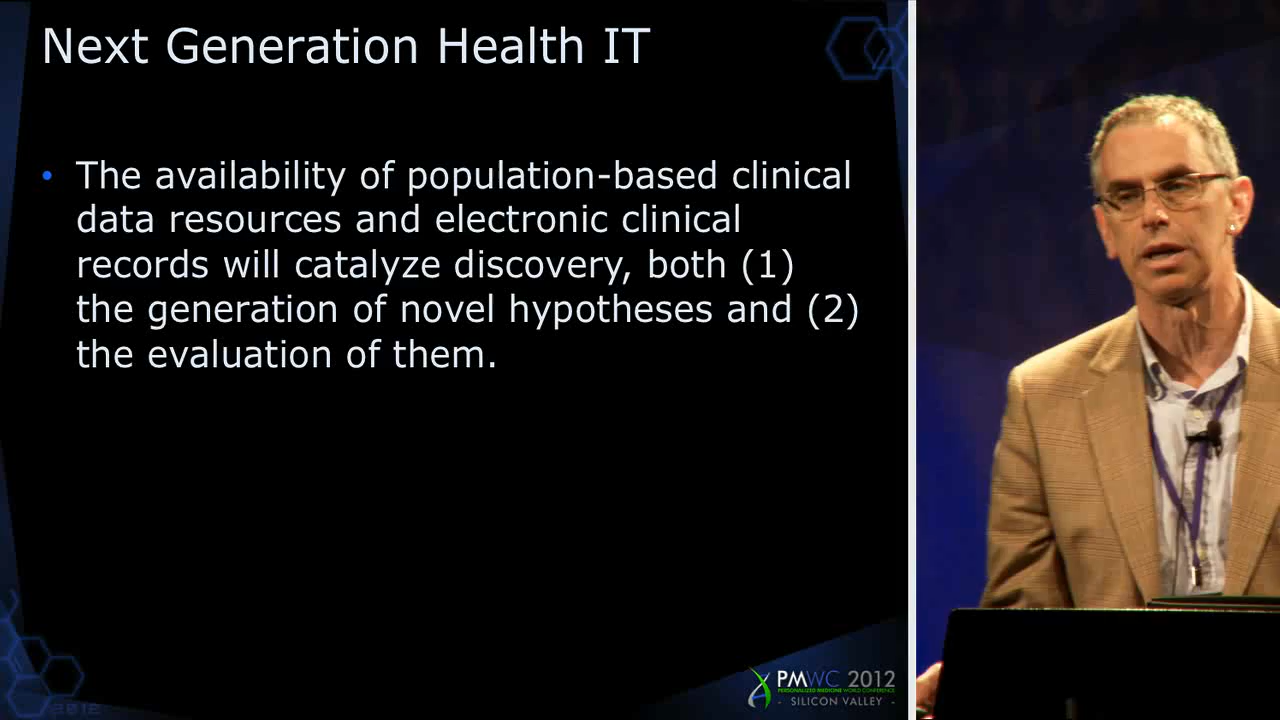 Next Generation Health IT
• The availability of population-based clinical
data resources and electronic clinical
records will catalyze discovery, both (1)
the generation of novel hypotheses and (2)
the evaluation of them.
PMWC 2012
PERSONALIZED MEDICINE WORLD CONFERENCE
- SILICON VALLEY -
2012